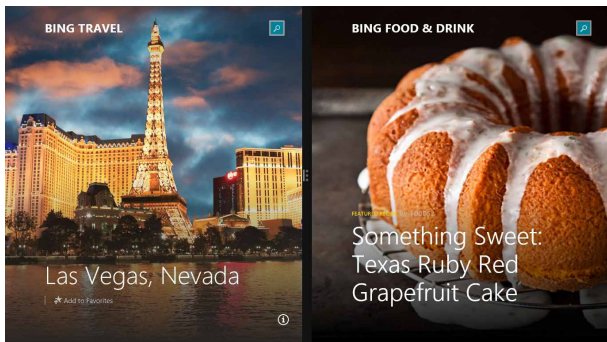 BING TRAVEL
Las Vegas, Nevada
Add to Favorites
BING FOOD & DRINK
Something Sweet:
Texas Ruby Red
Grapefruit Cake